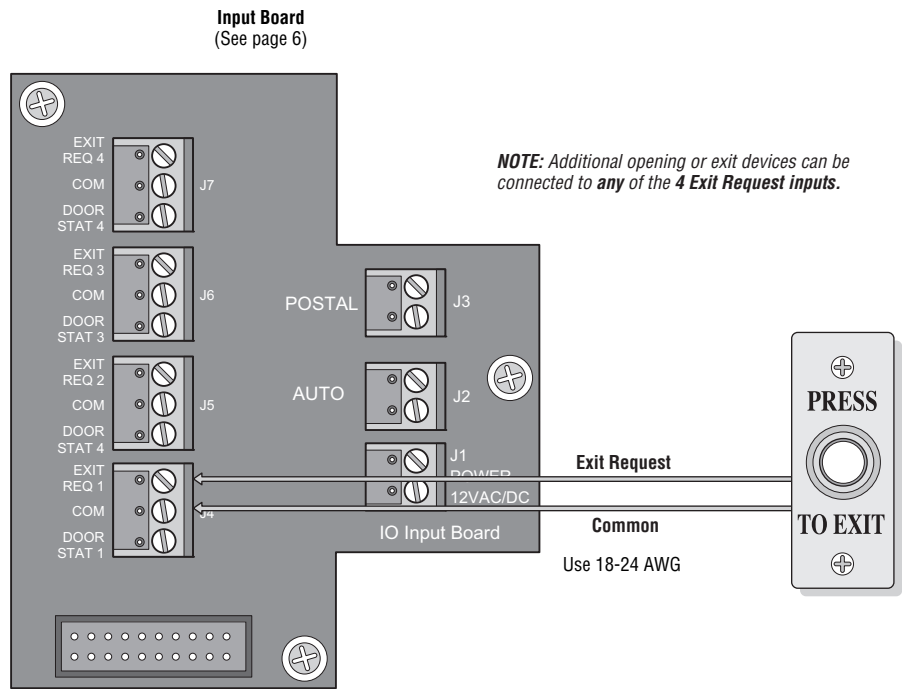 Input Board
(See page 6)
EXIT
REQ 4
COM
DOOR
STAT 4
J7
EXIT
REQ 3
COM
DOOR
STAT 3
J6
EXIT
REQ 2
COM
DOOR
STAT 4
J5
EXIT
REQ 1
COM
DOOR
STAT 1
J4
POSTAL
J3
AUTO
J2
J1
POWER
12VAC/DC
IO Input Board
NOTE: Additional opening or exit devices can be
connected to any of the 4 Exit Request inputs.
Exit Request
Common
Use 18-24 AWG
PRESS
TO EXIT